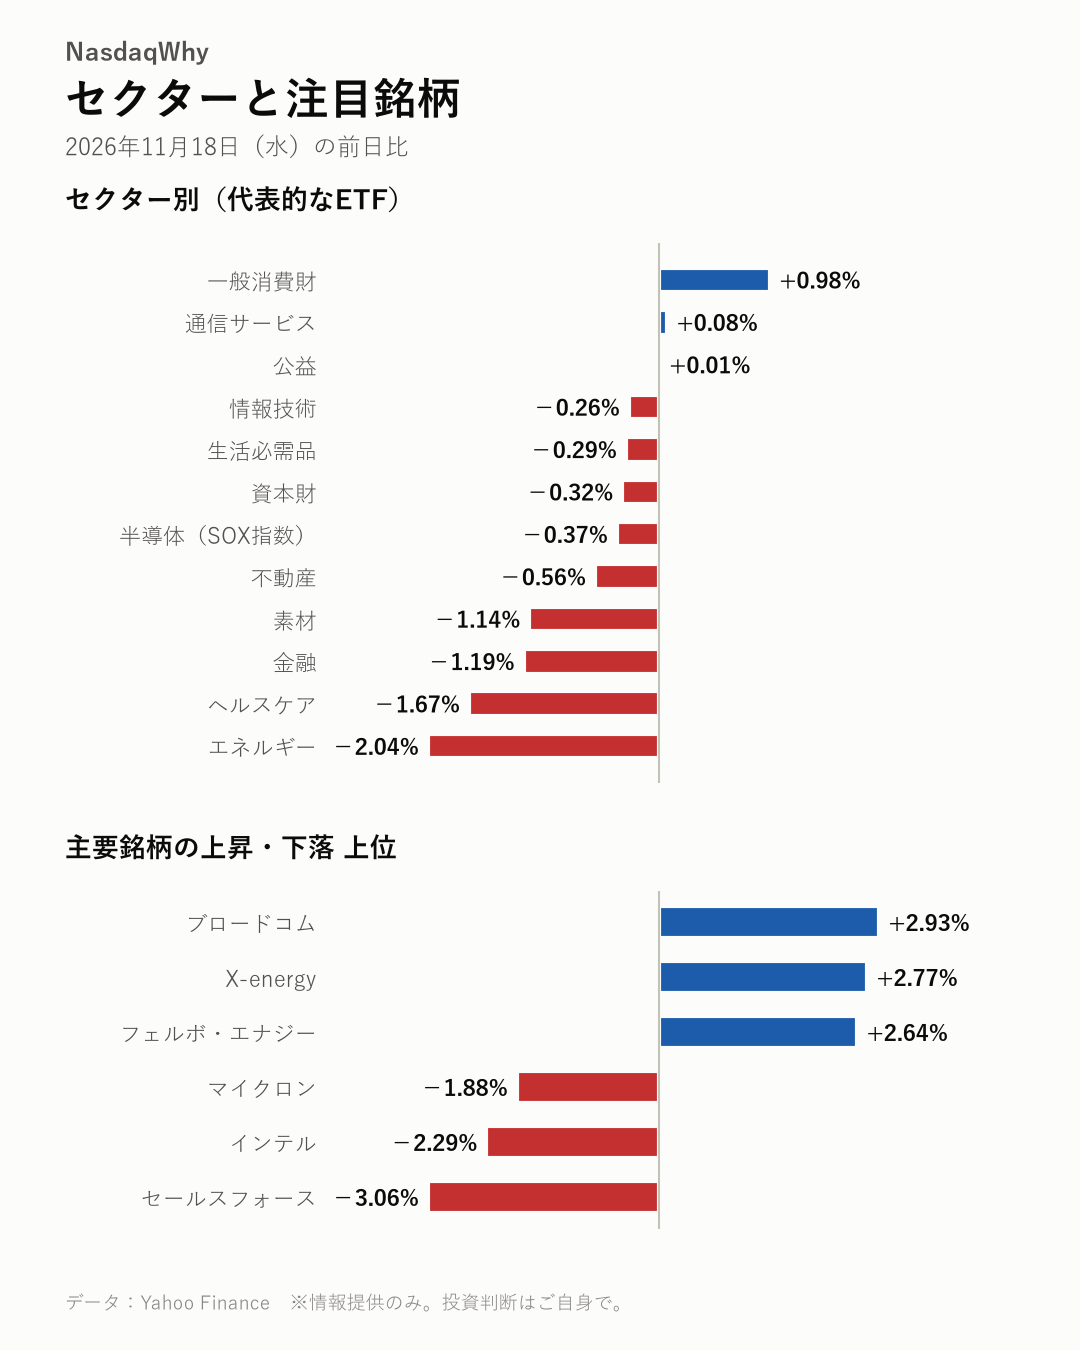 NasdaqWhy
セクターと注目銘柄
2026年11月18日（水）の前日比
セクター別（代表的なETF）
一般消費財 +0.98%
通信サービス +0.08%
公益 +0.01%
情報技術 −0.26%
生活必需品 −0.29%
資本財 −0.32%
半導体（SOX指数） −0.37%
不動産 −0.56%
素材 −1.14%
金融 −1.19%
ヘルスケア −1.67%
エネルギー −2.04%
主要銘柄の上昇・下落 上位
ブロードコム +2.93%
X-energy +2.77%
フェルボ・エナジー +2.64%
マイクロン −1.88%
インテル −2.29%
セールスフォース −3.06%
データ：Yahoo Finance　※情報提供のみ。投資判断はご自身で。